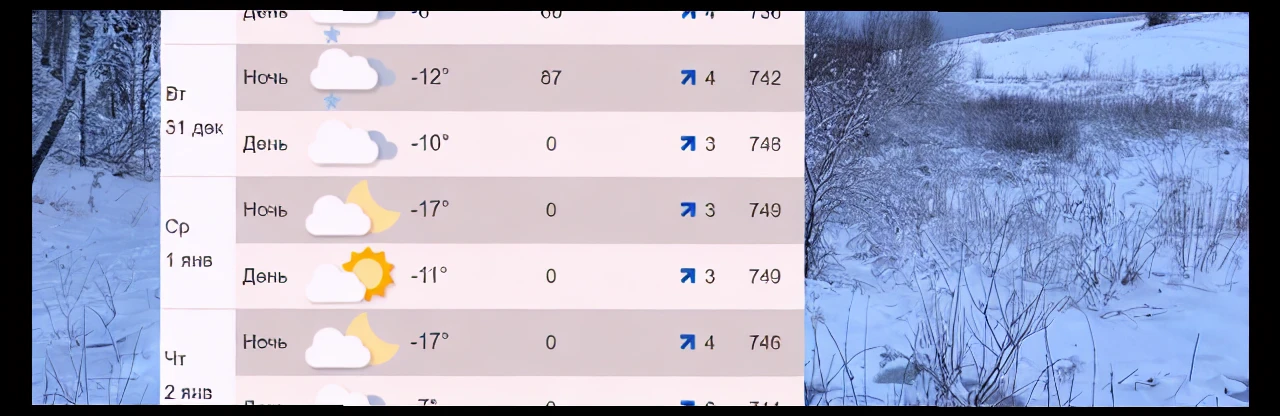 Ночь -12° 87 4 742
Вт
31 дек
День -10° 0 3 748
Ночь -17° 0 3 749
Ср
1 янв
День -11° 0 3 749
Ночь -17° 0 4 746
Чт
2 янв